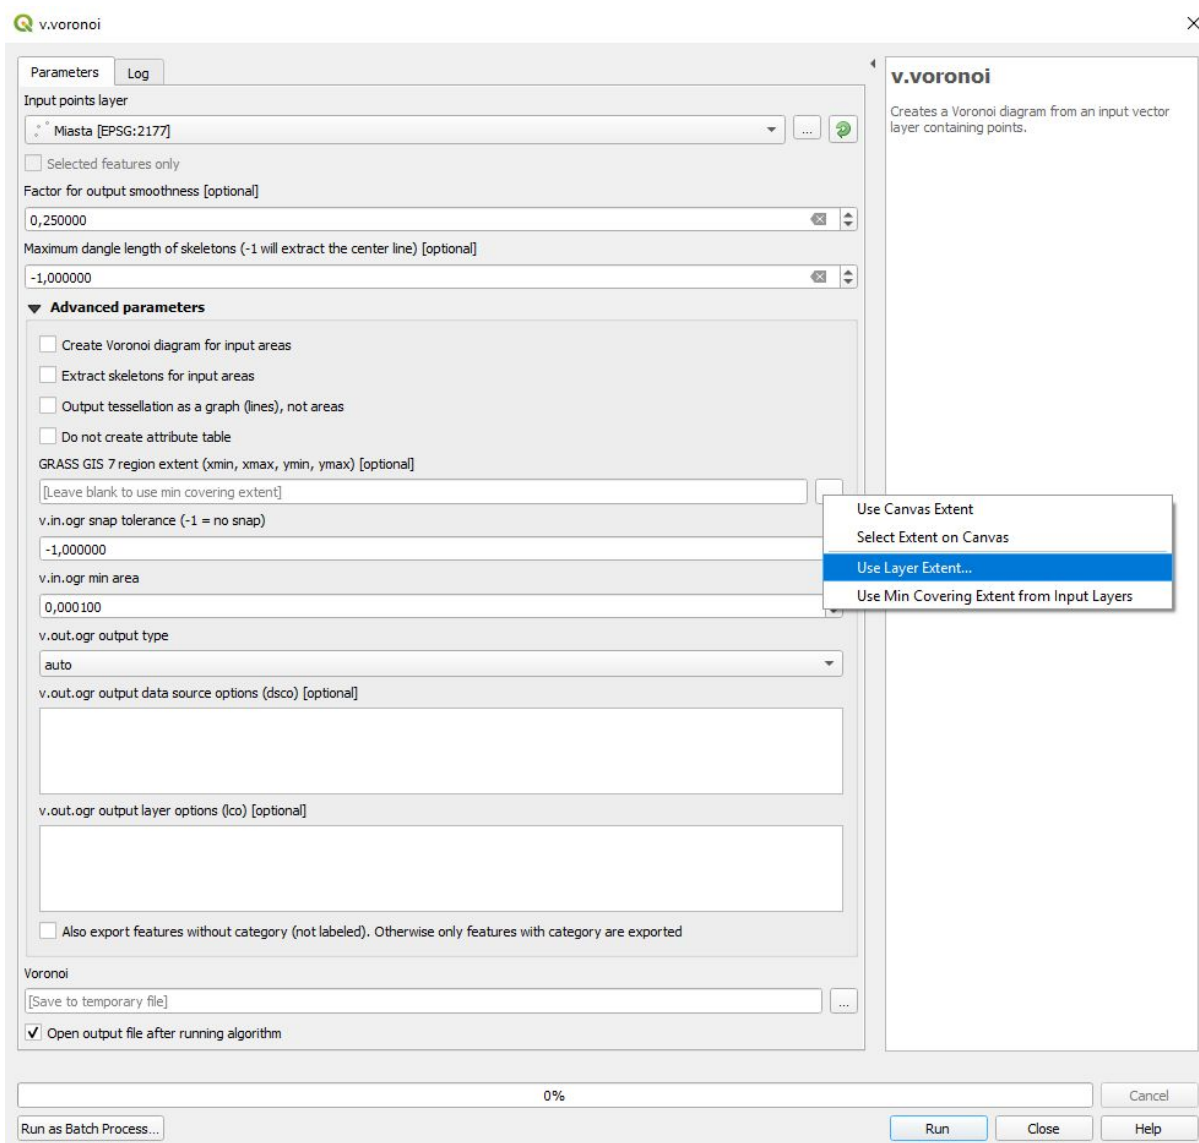 v.voronoi
Parameters
Log
Input points layer
Miasta [EPSG:2177]
...
Selected features only
Factor for output smoothness [optional]
0,250000
Maximum dangle length of skeletons (-1 will extract the center line) [optional]
-1,000000
Advanced parameters
Create Voronoi diagram for input areas
Extract skeletons for input areas
Output tessellation as a graph (lines), not areas
Do not create attribute table
GRASS GIS 7 region extent (xmin, xmax, ymin, ymax) [optional]
[Leave blank to use min covering extent]
v.in.ogr snap tolerance (-1 = no snap)
-1,000000
v.in.ogr min area
0,000100
v.out.ogr output type
auto
v.out.ogr output data source options (dsco) [optional]
v.out.ogr output layer options (lco) [optional]
Also export features without category (not labeled). Otherwise only features with category are exported
Voronoi
[Save to temporary file]
...
Open output file after running algorithm
v.voronoi
Creates a Voronoi diagram from an input vector
layer containing points.
Use Canvas Extent
Select Extent on Canvas
Use Layer Extent...
Use Min Covering Extent from Input Layers
0%
Cancel
Run as Batch Process...
Run
Close
Help